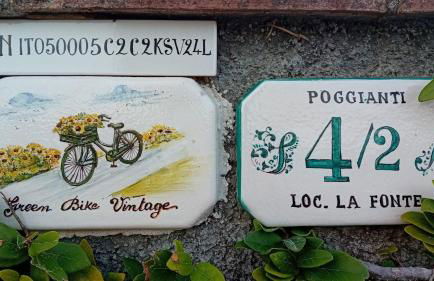 N IT050005C2C2KSV24L
Green Bike Vintage
POGGIANTI
4/2
LOC. LA FONTE